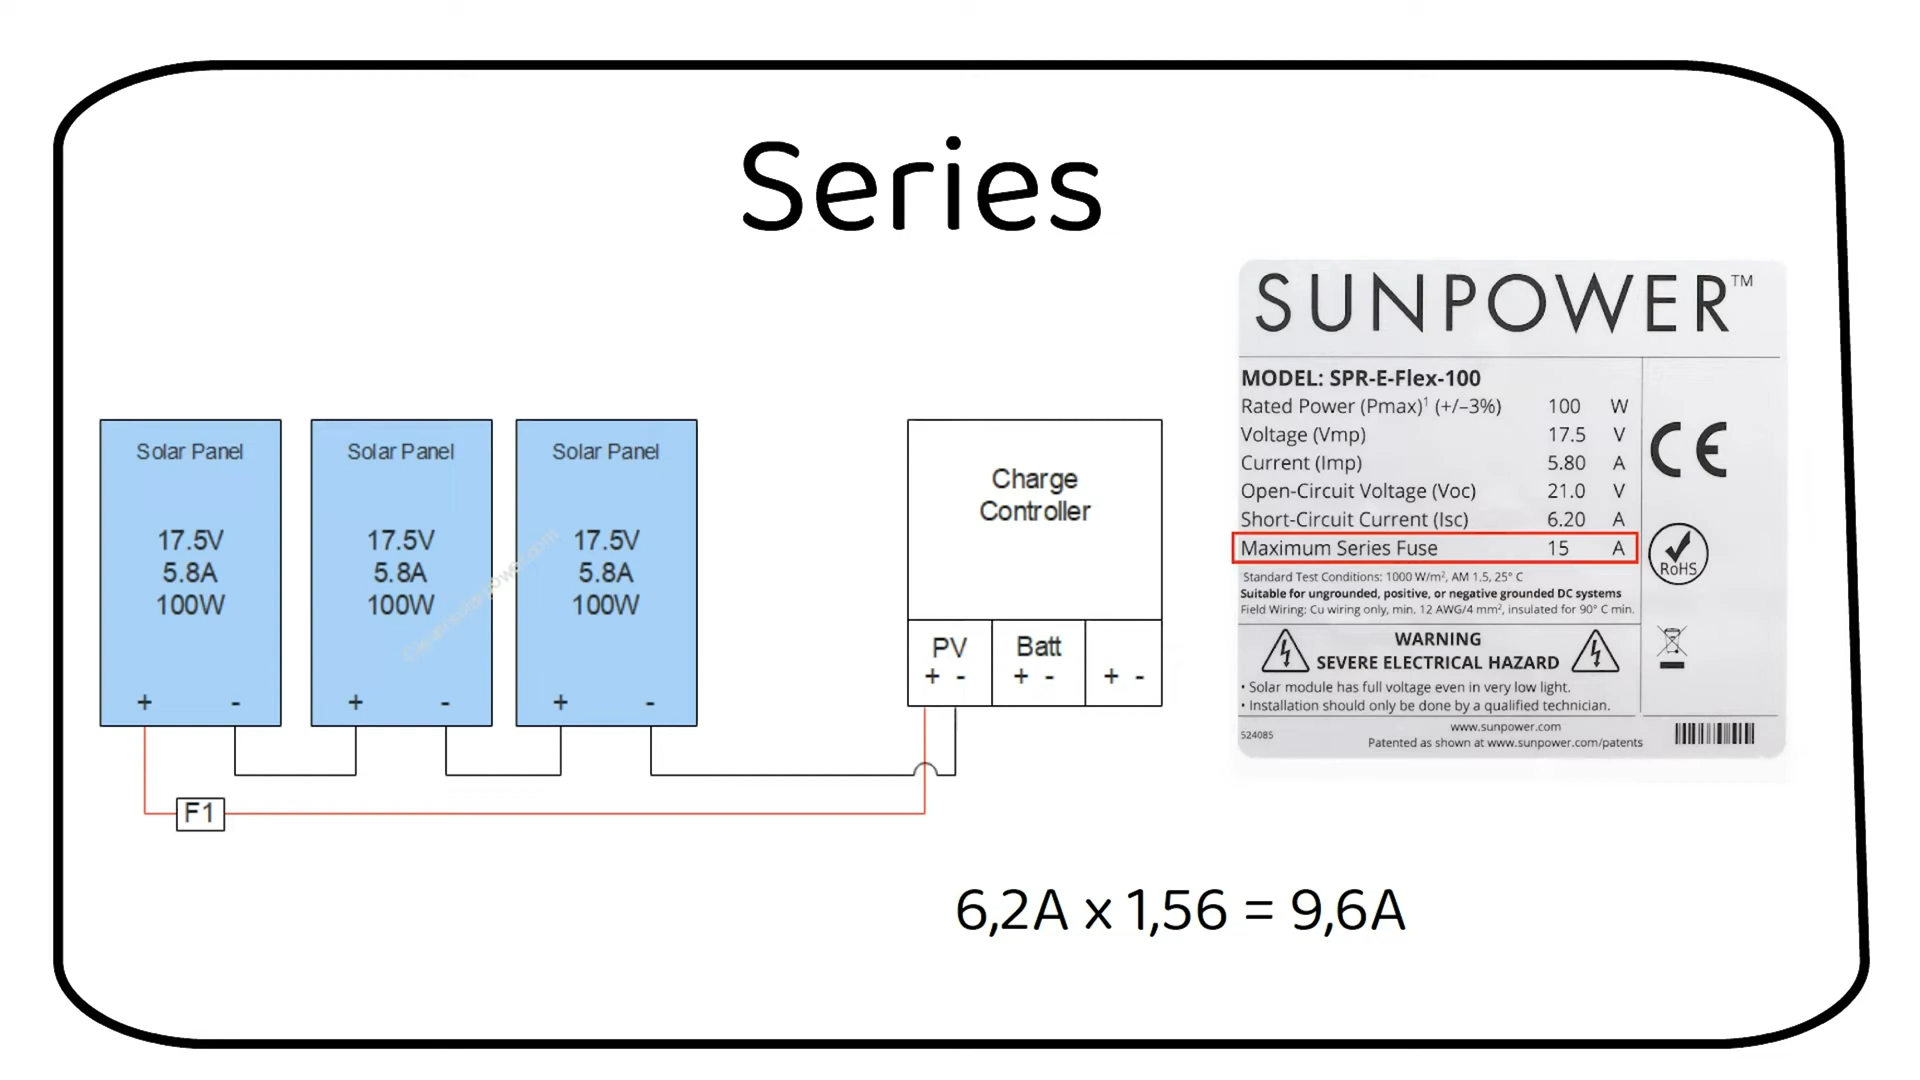 Series
Solar Panel
17.5V
5.8A
100W
+ -
Solar Panel
17.5V
5.8A
100W
+ -
Solar Panel
17.5V
5.8A
100W
+ -
F1
Charge
Controller
PV
+ -
Batt
+ -
+ -
SUNPOWER™
MODEL: SPR-E-Flex-100
Rated Power (Pmax)¹ (+/–3%) 100 W
Voltage (Vmp) 17.5 V
Current (Imp) 5.80 A
Open-Circuit Voltage (Voc) 21.0 V
Short-Circuit Current (Isc) 6.20 A
Maximum Series Fuse 15 A
Standard Test Conditions: 1000 W/m², AM 1.5, 25° C
Suitable for ungrounded, positive, or negative grounded DC systems
Field Wiring: Cu wiring only, min. 12 AWG/4 mm², insulated for 90° C min.
WARNING
SEVERE ELECTRICAL HAZARD
• Solar module has full voltage even in very low light.
• Installation should only be done by a qualified technician.
524085
www.sunpower.com
Patented as shown at www.sunpower.com/patents
CE
RoHS
6,2A x 1,56 = 9,6A